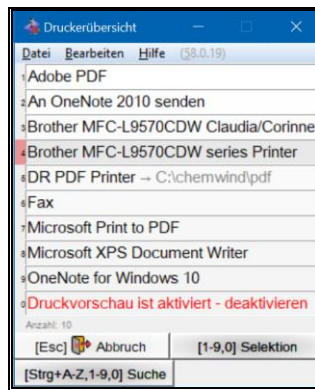 Druckerübersicht
Datei Bearbeiten Hilfe (58.0.19)
1 Adobe PDF
2 An OneNote 2010 senden
3 Brother MFC-L9570CDW Claudia/Corinne
4 Brother MFC-L9570CDW series Printer
5 DR PDF Printer → C:\chemwind\pdf
6 Fax
7 Microsoft Print to PDF
8 Microsoft XPS Document Writer
9 OneNote for Windows 10
0 Druckvorschau ist aktiviert - deaktivieren
Anzahl: 10
[Esc] Abbruch [1-9,0] Selektion
[Strg+A-Z,1-9,0] Suche